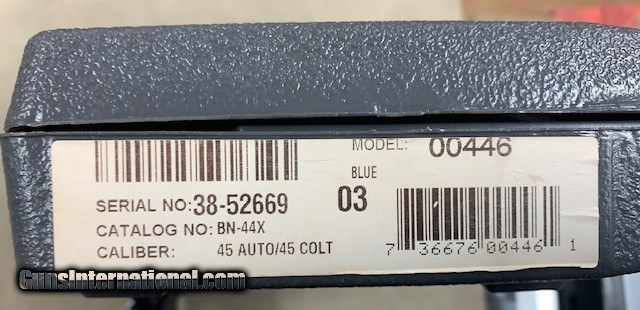 MODEL: 00446
BLUE
SERIAL NO:38-52669
03
CATALOG NO: BN-44X
CALIBER: 45 AUTO/45 COLT
7 36676 00446 1
GunsInternational.com